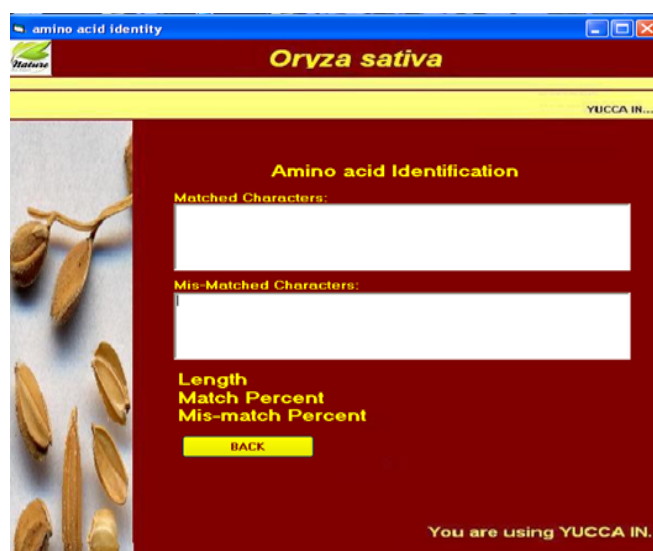 amino acid identity
Nature
Oryza sativa
YUCCA IN...
Amino acid Identification
Matched Characters:
Mis-Matched Characters:
Length
Match Percent
Mis-match Percent
BACK
You are using YUCCA IN.